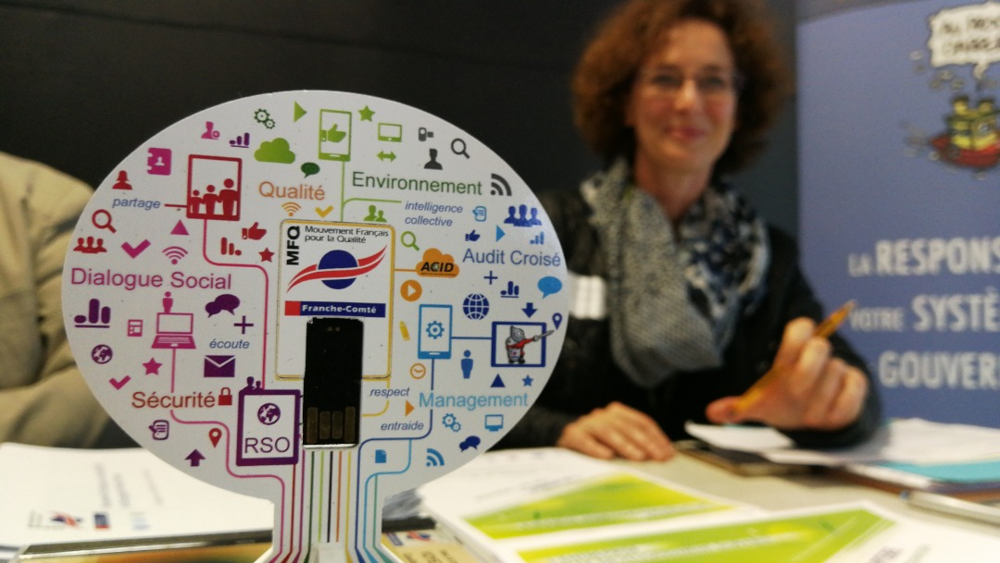 Environnement
Qualité
partage
intelligence
collective
MFQ
Mouvement Français
pour la Qualité
Audit Croisé
ACID
Dialogue Social
Franche-Comté
écoute
Sécurité
respect
Management
entraide
RSO
LA RESPONS
VOTRE SYSTÈ
GOUVER